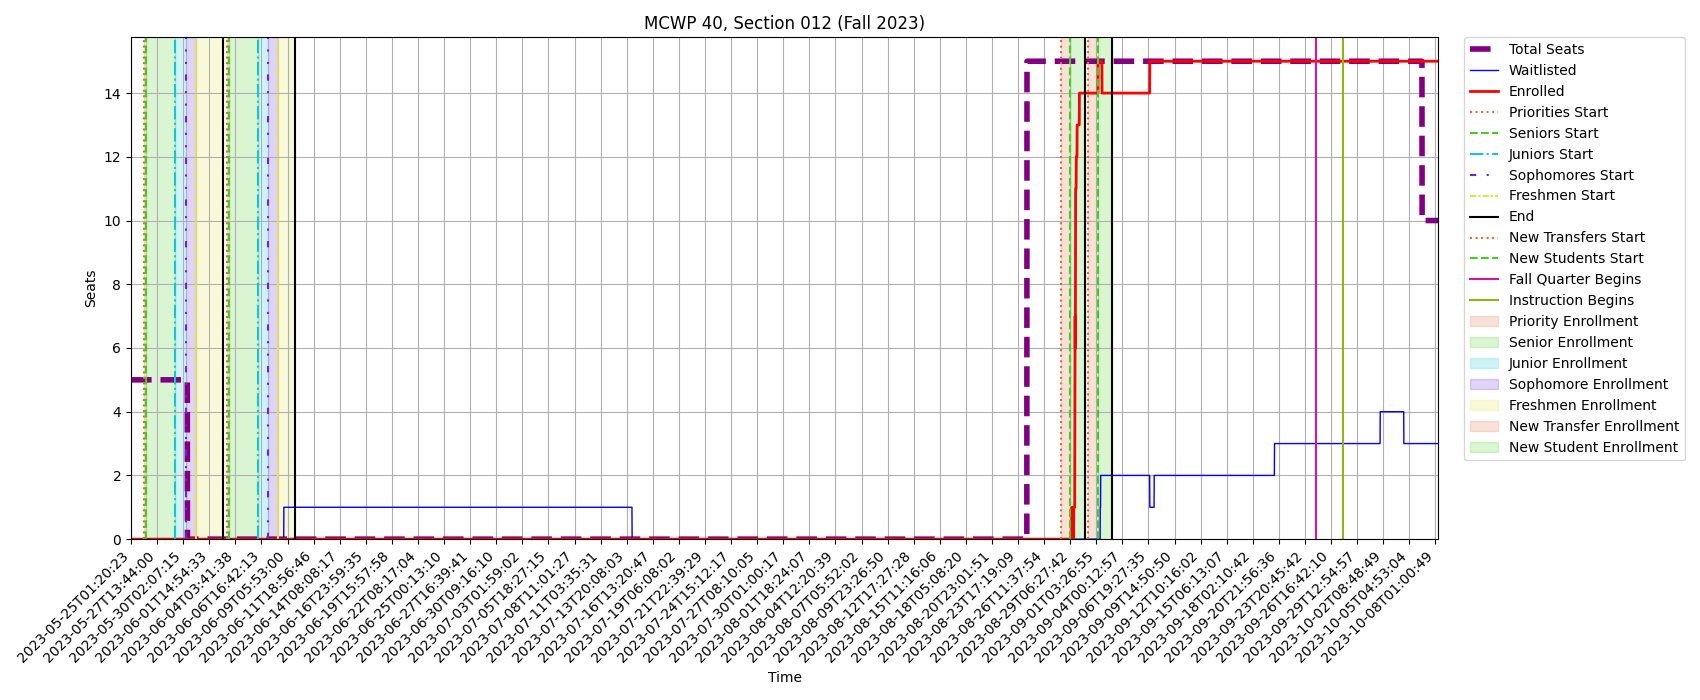 MCWP 40, Section 012 (Fall 2023)
Seats
14
12
10
8
6
4
2
0
2023-05-25T01:20:23
2023-05-27T13:44:00
2023-05-30T02:07:15
2023-06-01T14:54:33
2023-06-04T03:41:38
2023-06-06T16:42:13
2023-06-09T05:53:00
2023-06-11T18:56:46
2023-06-14T08:08:17
2023-06-16T23:59:35
2023-06-19T15:57:58
2023-06-22T08:17:04
2023-06-25T00:13:10
2023-06-27T16:39:41
2023-06-30T09:16:10
2023-07-03T01:59:02
2023-07-05T18:27:15
2023-07-08T11:01:27
2023-07-11T03:35:31
2023-07-13T20:08:03
2023-07-16T13:20:47
2023-07-19T06:08:02
2023-07-21T22:39:29
2023-07-24T15:12:17
2023-07-27T08:10:05
2023-07-30T01:00:17
2023-08-01T18:24:07
2023-08-04T12:20:39
2023-08-07T05:52:02
2023-08-09T23:26:50
2023-08-12T17:27:28
2023-08-15T11:16:06
2023-08-18T05:08:20
2023-08-20T23:01:51
2023-08-23T17:19:05
2023-08-26T11:37:54
2023-08-29T06:27:42
2023-09-01T03:26:55
2023-09-04T00:12:57
2023-09-06T19:27:35
2023-09-09T14:50:50
2023-09-12T10:16:02
2023-09-15T06:13:07
2023-09-18T02:10:42
2023-09-20T21:56:36
2023-09-23T20:45:42
2023-09-26T16:42:10
2023-09-29T12:54:57
2023-10-02T08:48:49
2023-10-05T04:53:04
2023-10-08T01:00:49
Time
Total Seats
Waitlisted
Enrolled
Priorities Start
Seniors Start
Juniors Start
Sophomores Start
Freshmen Start
End
New Transfers Start
New Students Start
Fall Quarter Begins
Instruction Begins
Priority Enrollment
Senior Enrollment
Junior Enrollment
Sophomore Enrollment
Freshmen Enrollment
New Transfer Enrollment
New Student Enrollment